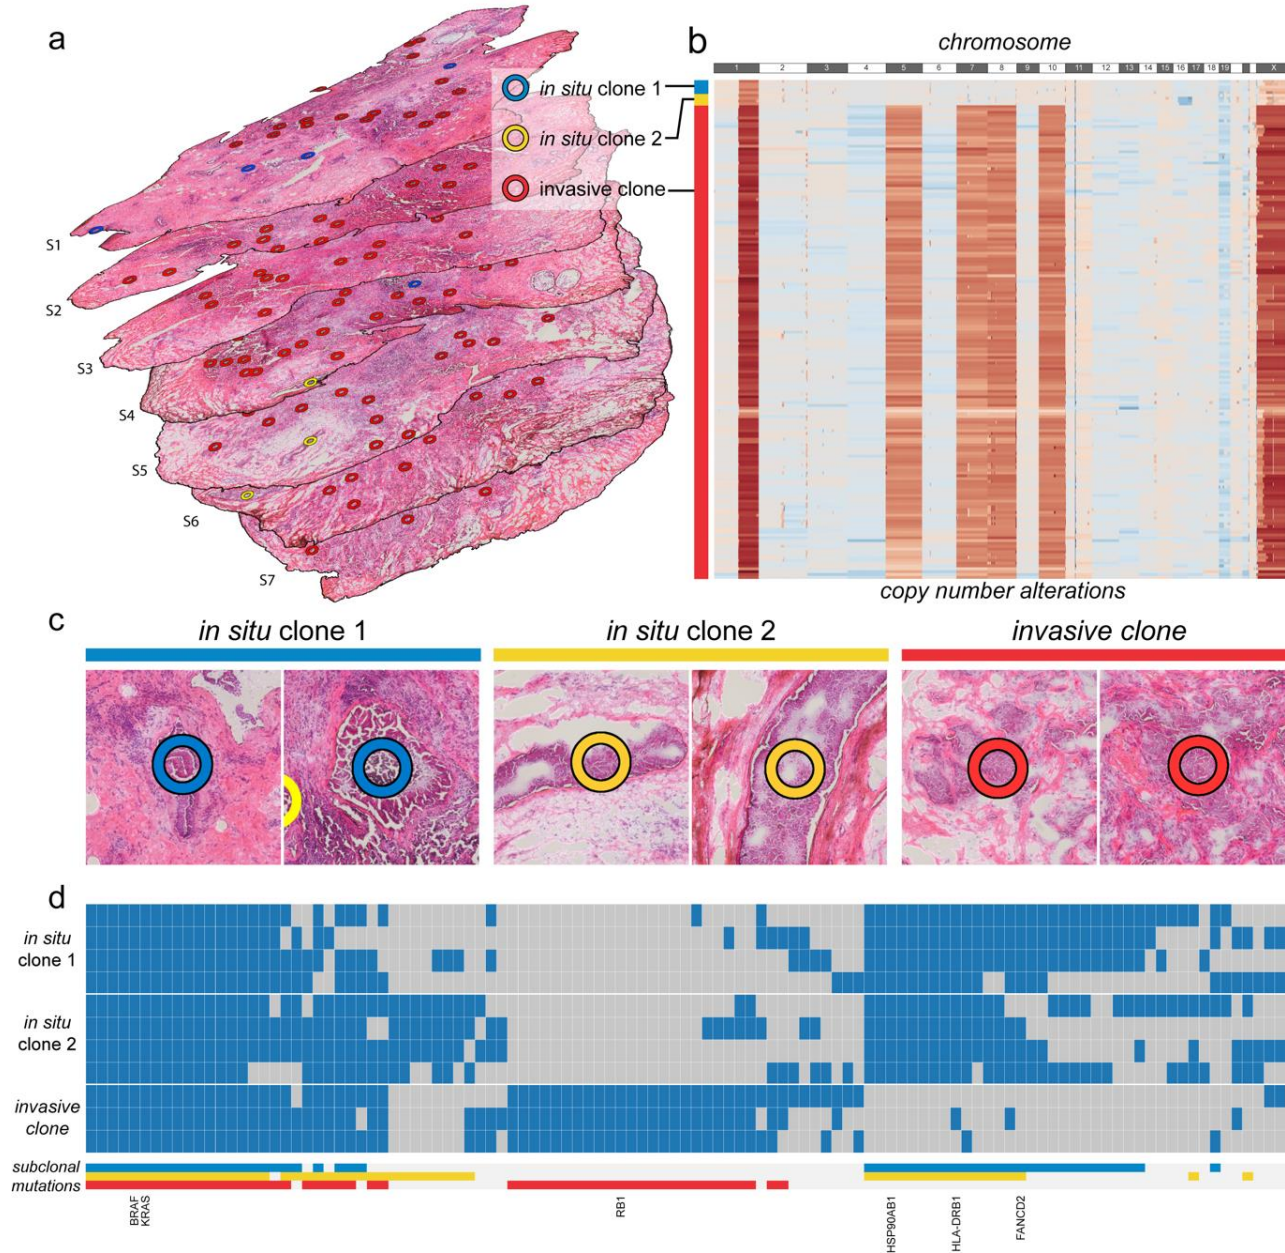 a
b
chromosome
1 2 3 4 5 6 7 8 9 10 11 12 13 14 15 16 17 18 19 X
in situ clone 1
in situ clone 2
invasive clone
S1
S2
S3
S4
S5
S6
S7
copy number alterations
c
in situ clone 1
in situ clone 2
invasive clone
d
in situ
clone 1
in situ
clone 2
invasive
clone
subclonal
mutations
BRAF
KRAS
RB1
HSP90AB1
HLA-DRB1
FANCD2